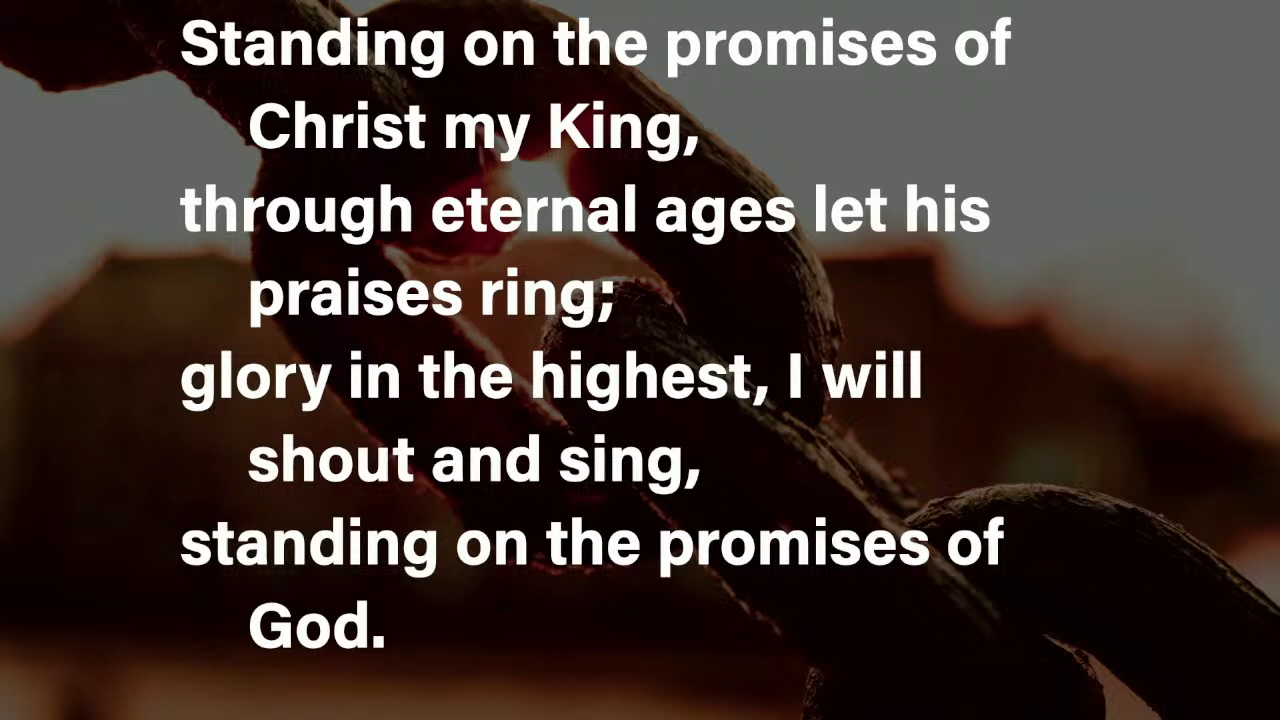 Standing on the promises of
Christ my King,
through eternal ages let his
praises ring;
glory in the highest, I will
shout and sing,
standing on the promises of
God.